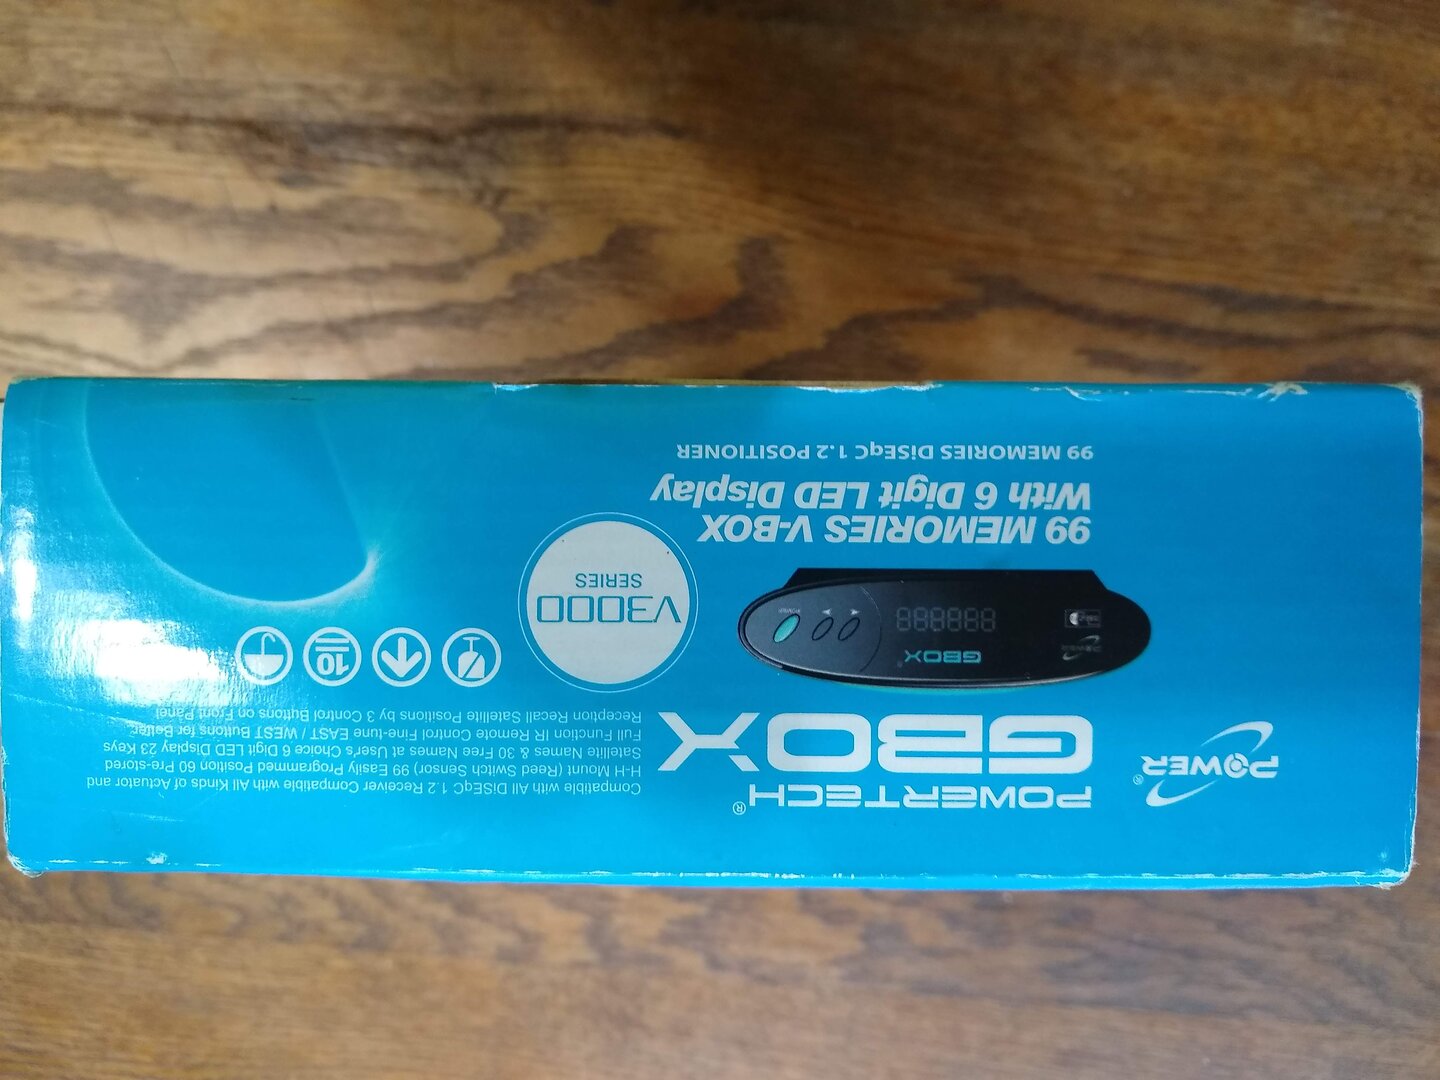 POWER®
POWERTECH®
GBOX
POWER
GBOX®
POWER
888888
99 MEMORIES V-BOX
With 6 Digit LED Display
99 MEMORIES DiSEqC 1.2 POSITIONER
Compatible with All DiSEqC 1.2 Receiver Compatible with All Kinds of Actuator and
H-H Mount (Reed Switch Sensor) 99 Easily Programmed Position 60 Pre-stored
Satellite Names & 30 Free Names at User's Choice 6 Digit LED Display 23 Keys
Full Function IR Remote Control Fine-tune EAST / WEST Buttons for Better
Reception Recall Satellite Positions by 3 Control Buttons on Front Panel
10
V3000
SERIES